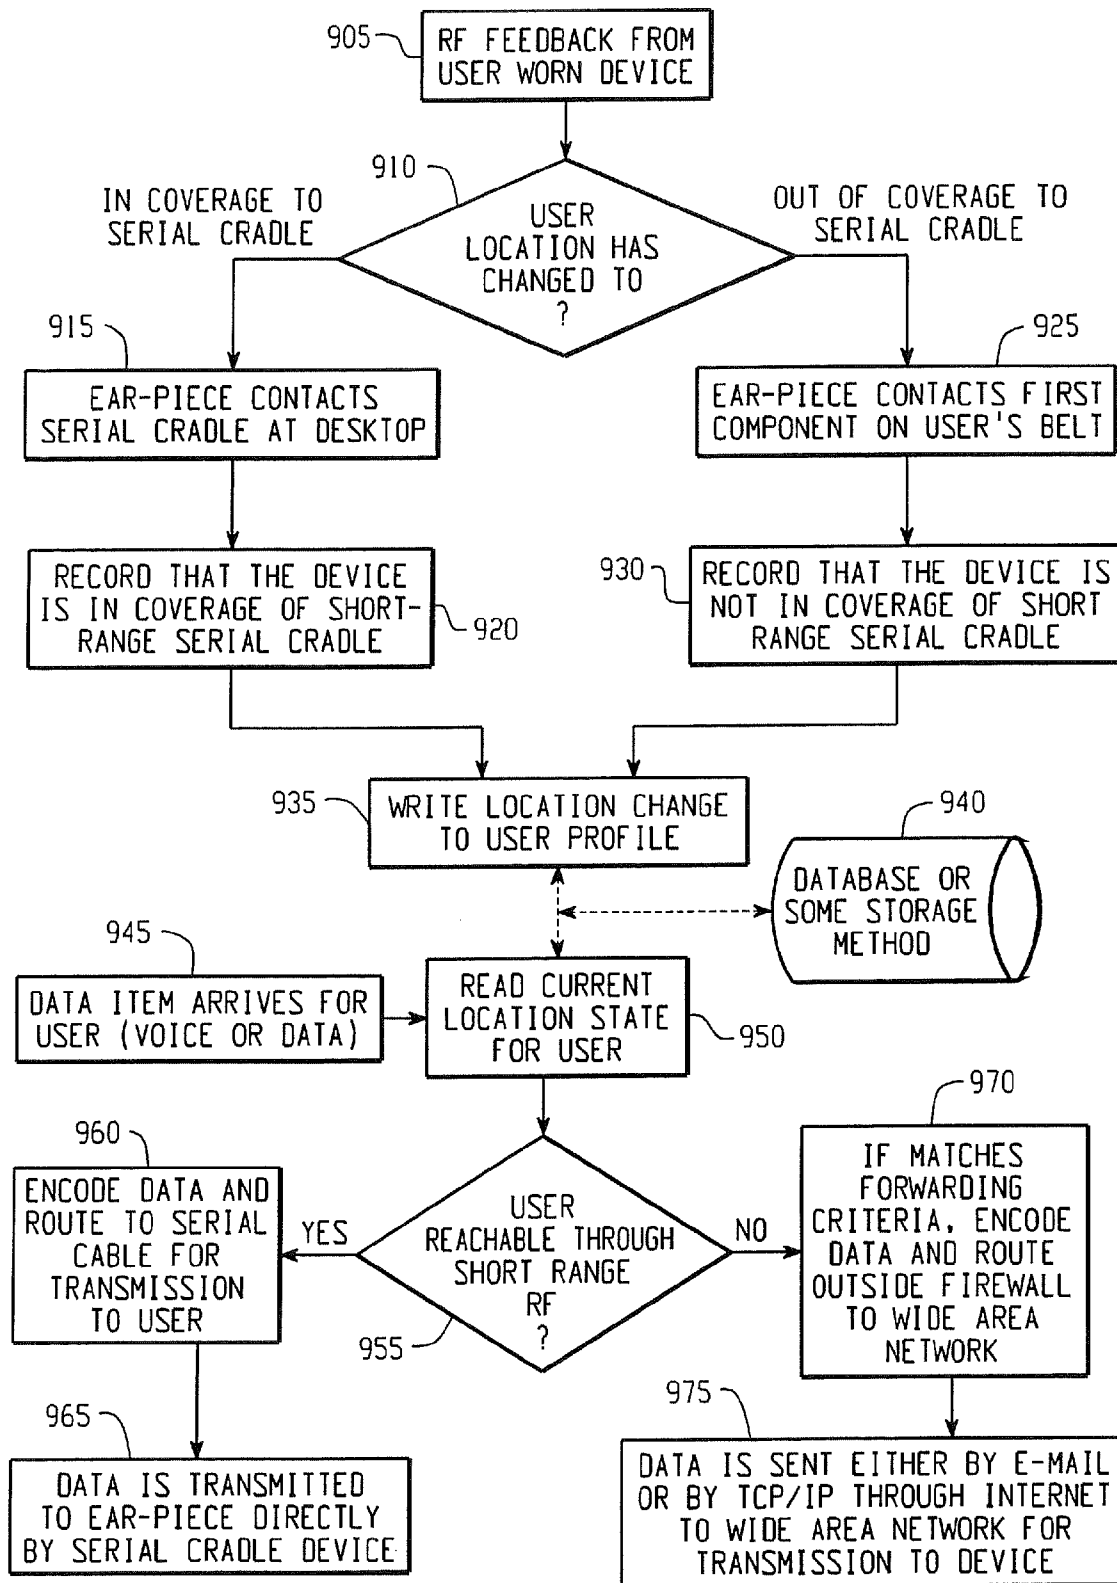 905
RF FEEDBACK FROM
USER WORN DEVICE
910
IN COVERAGE TO
SERIAL CRADLE
USER
LOCATION HAS
CHANGED TO
?
OUT OF COVERAGE TO
SERIAL CRADLE
915
EAR-PIECE CONTACTS
SERIAL CRADLE AT DESKTOP
925
EAR-PIECE CONTACTS FIRST
COMPONENT ON USER'S BELT
RECORD THAT THE DEVICE
IS IN COVERAGE OF SHORT-
RANGE SERIAL CRADLE
920
930
RECORD THAT THE DEVICE IS
NOT IN COVERAGE OF SHORT
RANGE SERIAL CRADLE
935
WRITE LOCATION CHANGE
TO USER PROFILE
940
DATABASE OR
SOME STORAGE
METHOD
945
DATA ITEM ARRIVES FOR
USER (VOICE OR DATA)
READ CURRENT
LOCATION STATE
FOR USER
950
960
ENCODE DATA AND
ROUTE TO SERIAL
CABLE FOR
TRANSMISSION
TO USER
YES
USER
REACHABLE THROUGH
SHORT RANGE
RF
?
955
NO
970
IF MATCHES
FORWARDING
CRITERIA, ENCODE
DATA AND ROUTE
OUTSIDE FIREWALL
TO WIDE AREA
NETWORK
965
DATA IS TRANSMITTED
TO EAR-PIECE DIRECTLY
BY SERIAL CRADLE DEVICE
975
DATA IS SENT EITHER BY E-MAIL
OR BY TCP/IP THROUGH INTERNET
TO WIDE AREA NETWORK FOR
TRANSMISSION TO DEVICE